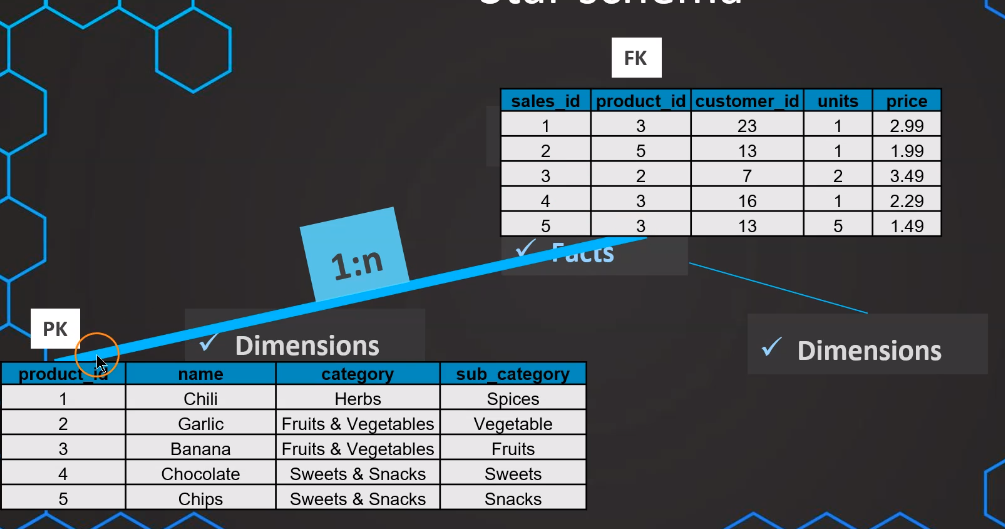 Star schema
FK
sales_id product_id customer_id units price
1 3 23 1 2.99
2 5 13 1 1.99
3 2 7 2 3.49
4 3 16 1 2.29
5 3 13 5 1.49
1:n
✓ Facts
PK
✓ Dimensions
✓ Dimensions
product_id name category sub_category
1 Chili Herbs Spices
2 Garlic Fruits & Vegetables Vegetable
3 Banana Fruits & Vegetables Fruits
4 Chocolate Sweets & Snacks Sweets
5 Chips Sweets & Snacks Snacks